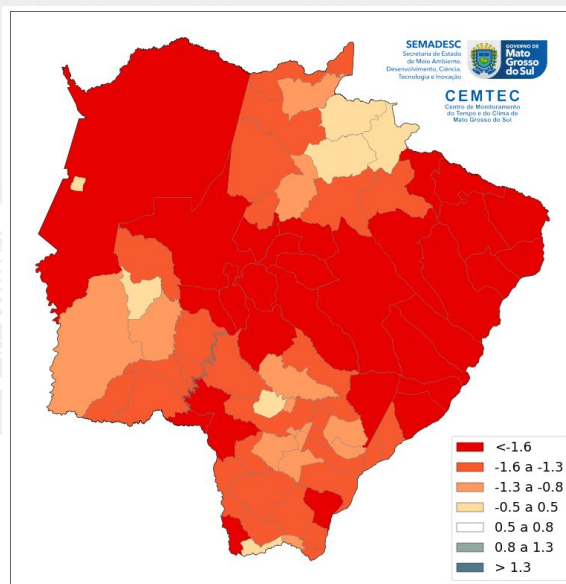 SEMADESC
Secretaria de Estado
de Meio Ambiente,
Desenvolvimento, Ciência,
Tecnologia e Inovação
GOVERNO DE
Mato
Grosso
do Sul
CEMTEC
Centro de Monitoramento
do Tempo e do Clima de
Mato Grosso do Sul
<-1.6
-1.6 a -1.3
-1.3 a -0.8
-0.5 a 0.5
0.5 a 0.8
0.8 a 1.3
> 1.3